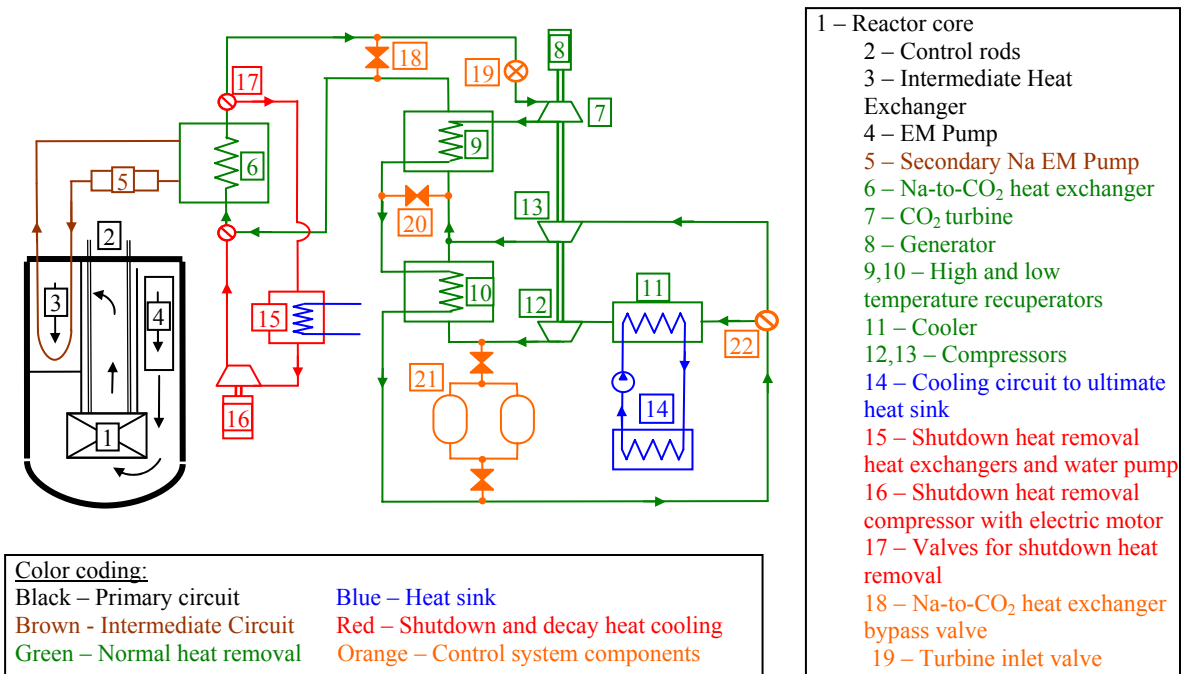 8
18
19
17
7
9
6
5
20
13
2
3
4
10
12
11
15
22
21
14
16
1
Color coding:
Black – Primary circuit
Blue – Heat sink
Brown - Intermediate Circuit
Red – Shutdown and decay heat cooling
Green – Normal heat removal
Orange – Control system components
1 – Reactor core
2 – Control rods
3 – Intermediate Heat
Exchanger
4 – EM Pump
5 – Secondary Na EM Pump
6 – Na-to-CO₂ heat exchanger
7 – CO₂ turbine
8 – Generator
9,10 – High and low
temperature recuperators
11 – Cooler
12,13 – Compressors
14 – Cooling circuit to ultimate
heat sink
15 – Shutdown heat removal
heat exchangers and water pump
16 – Shutdown heat removal
compressor with electric motor
17 – Valves for shutdown heat
removal
18 – Na-to-CO₂ heat exchanger
bypass valve
19 – Turbine inlet valve